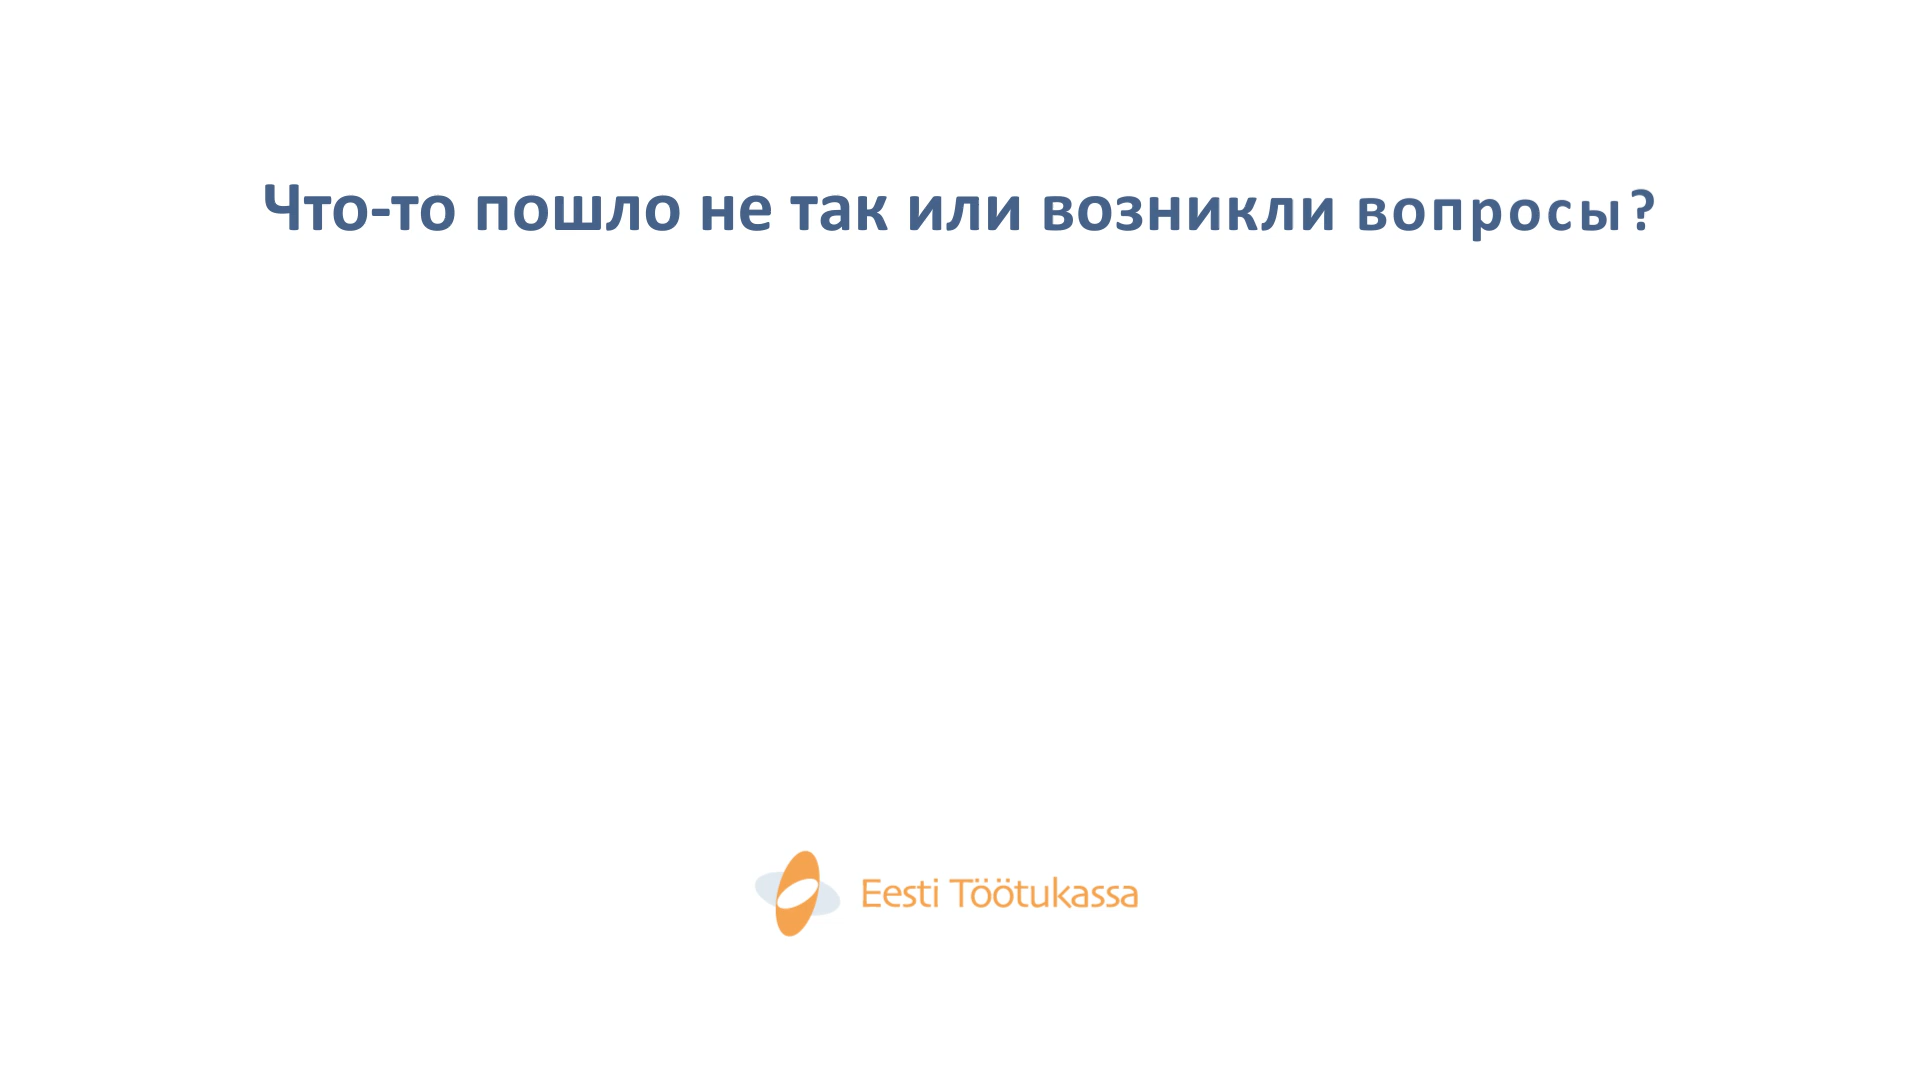 Что-то пошло не так или возникли вопросы?
Eesti Töötukassa